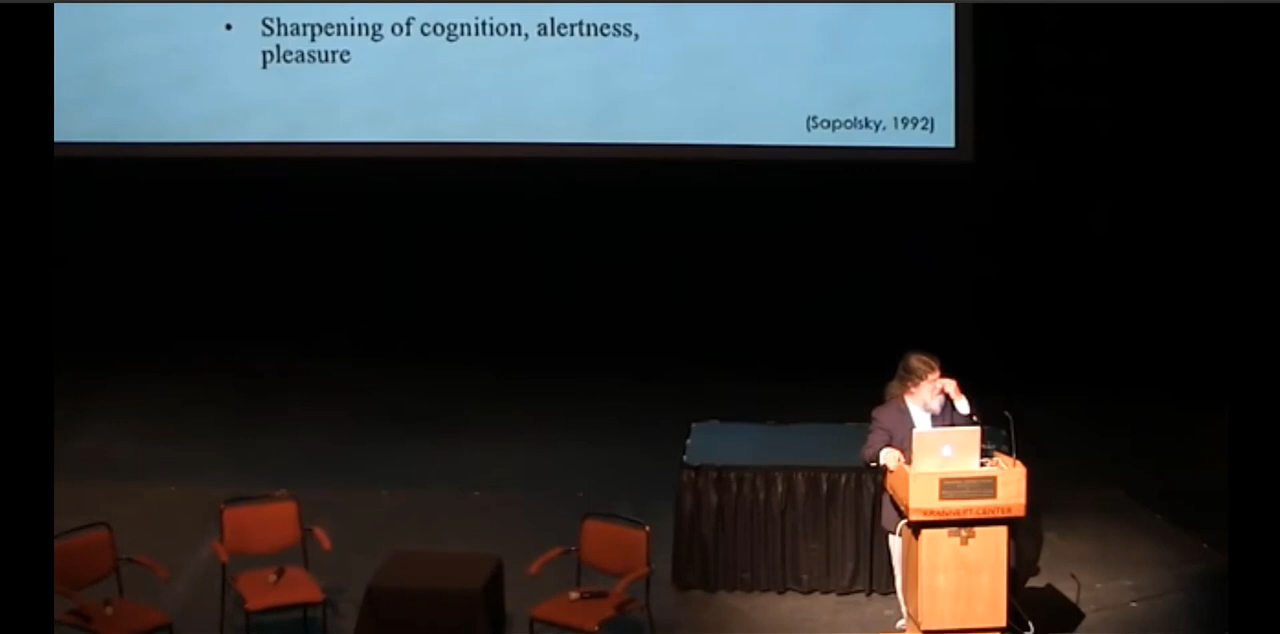 • Sharpening of cognition, alertness,
pleasure
(Sapolsky, 1992)
KRANNERT CENTER